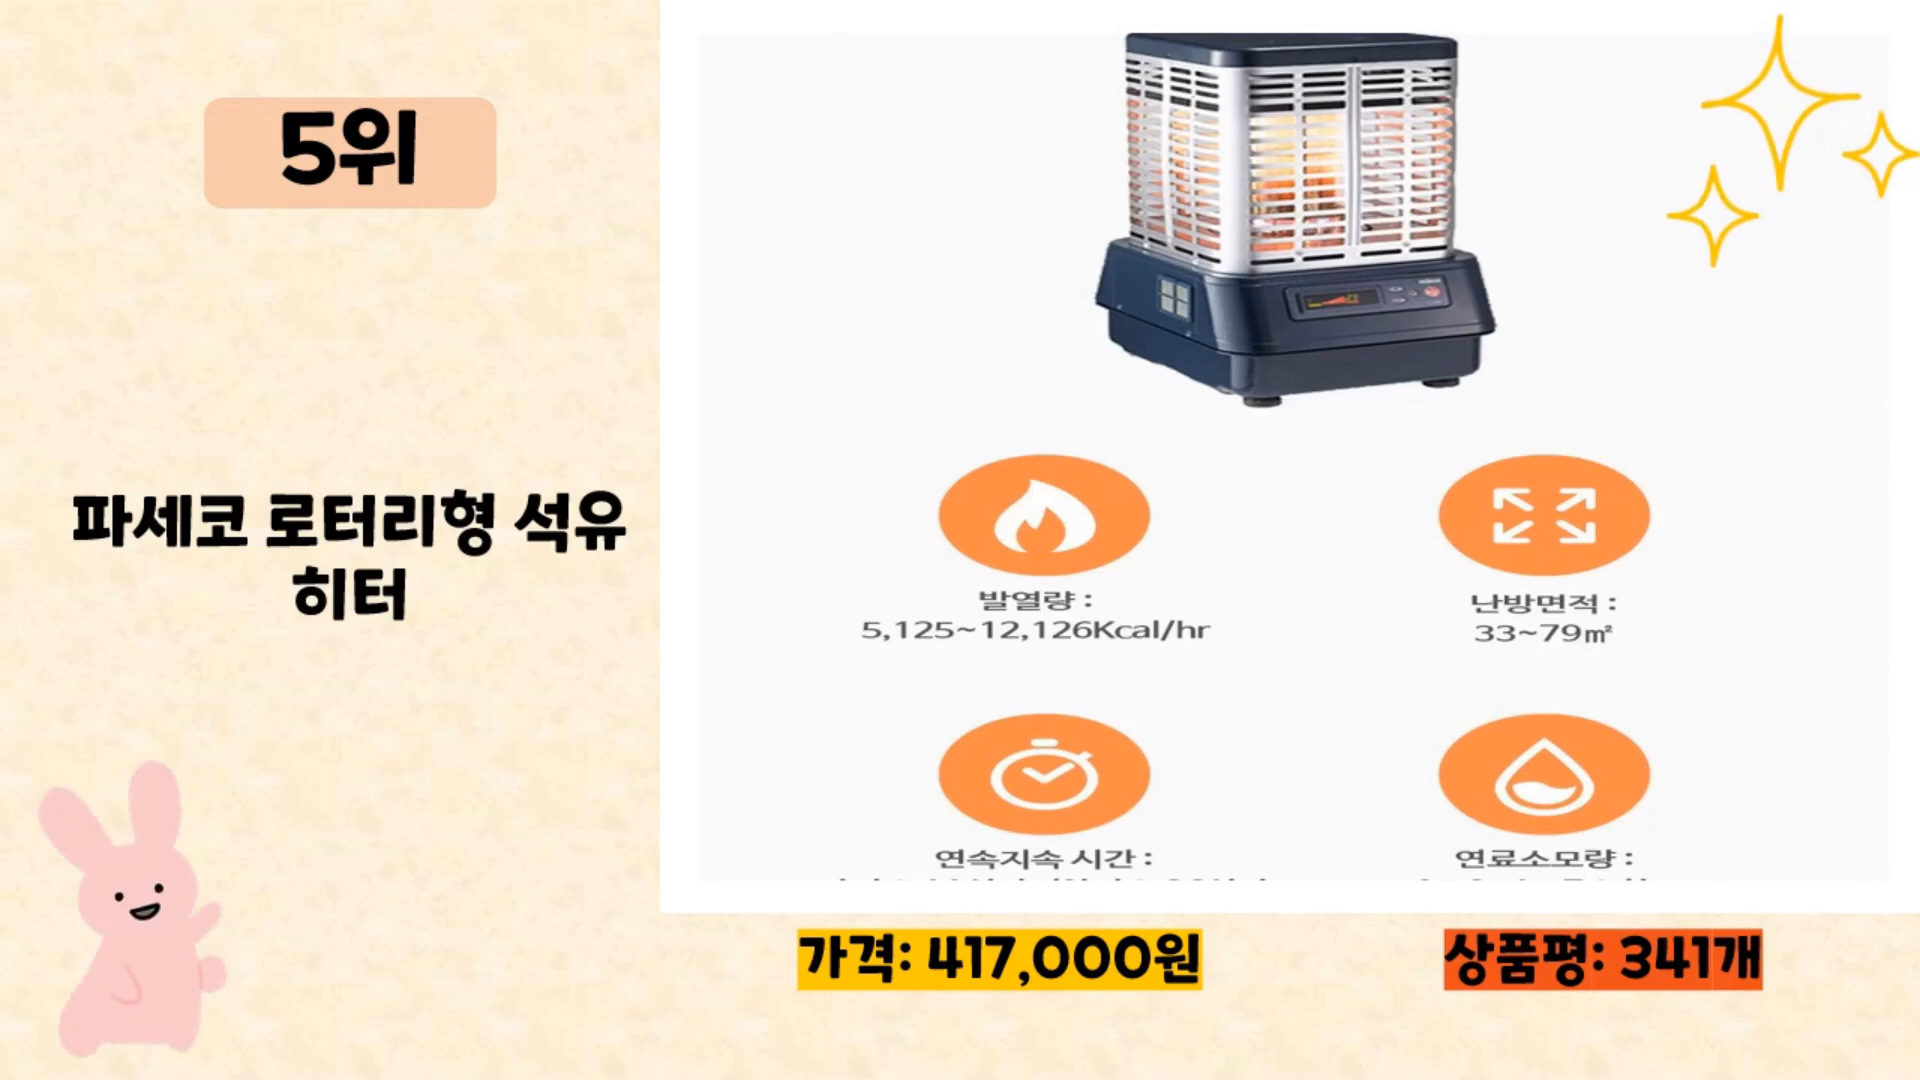 5위
파세코 로터리형 석유
히터
발열량 :
5,125~12,126Kcal/hr
난방면적 :
33~79㎡
연속지속 시간 :
연료소모량 :
가격: 417,000원
상품평: 341개